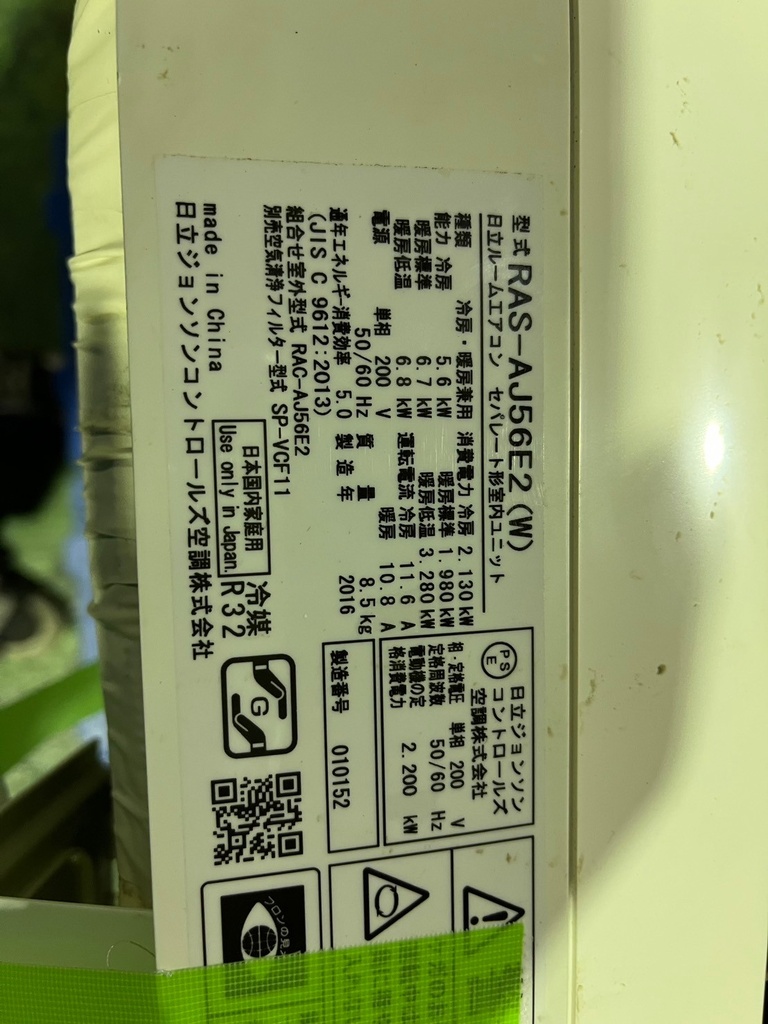 型式 RAS-AJ56E2(W)
日立ルームエアコン セパレート形室内ユニット
種類 冷房・暖房兼用
能力 冷房 5.6 kW
暖房標準 6.7 kW
暖房低温 6.8 kW
電源 単相 200 V
50/60 Hz
消費電力 冷房 2.130 kW
暖房標準 1.980 kW
暖房低温 3.280 kW
運転電流 冷房 11.6 A
暖房 10.8 A
質量 8.5 kg
製造年 2016
通年エネルギー消費効率 5.0
(JIS C 9612:2013)
組合せ室外型式 RAC-AJ56E2
別売空気清浄フィルター型式 SP-VCF11
日本国内家庭用
Use only in Japan.
冷媒
R32
made in China
日立ジョンソンコントロールズ空調株式会社
PS
E
日立ジョンソン
コントロールズ
空調株式会社
相・定格電圧 単相 200 V
定格周波数 50/60 Hz
電動機の定
格消費電力 2.200 kW
製造番号 010152
G
フロンの見